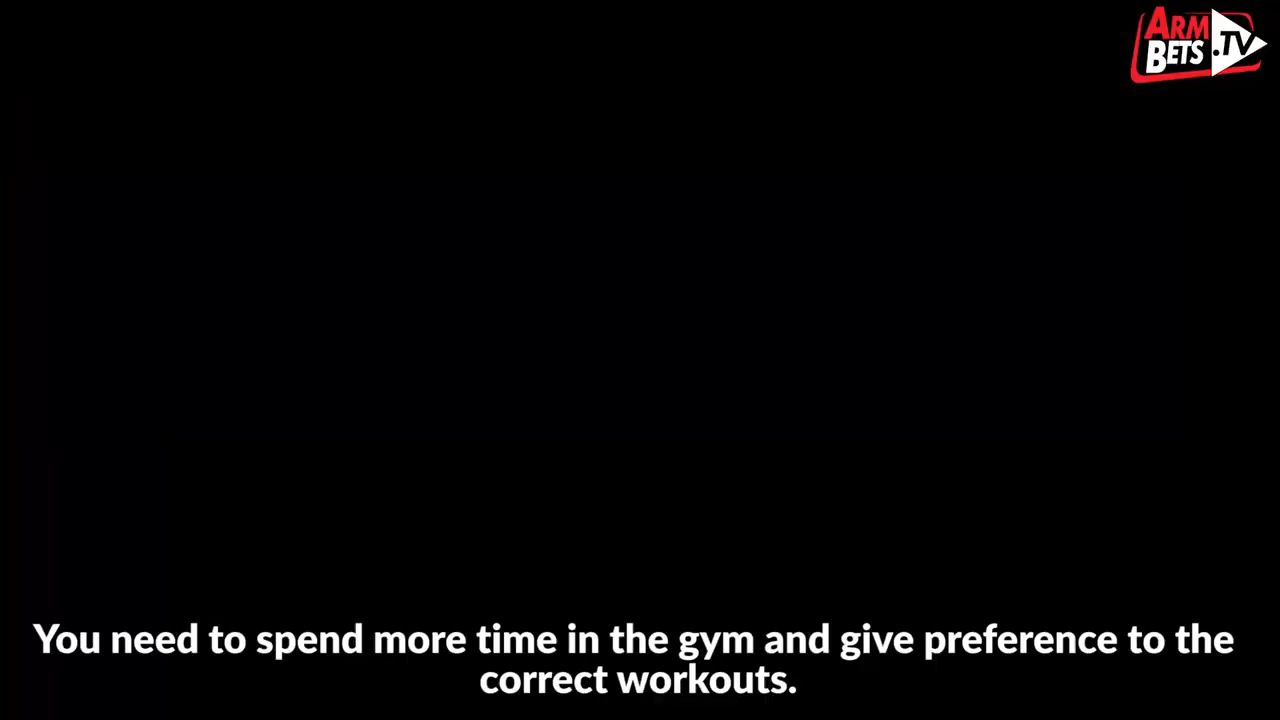 ARM
BETS.TV
You need to spend more time in the gym and give preference to the
correct workouts.